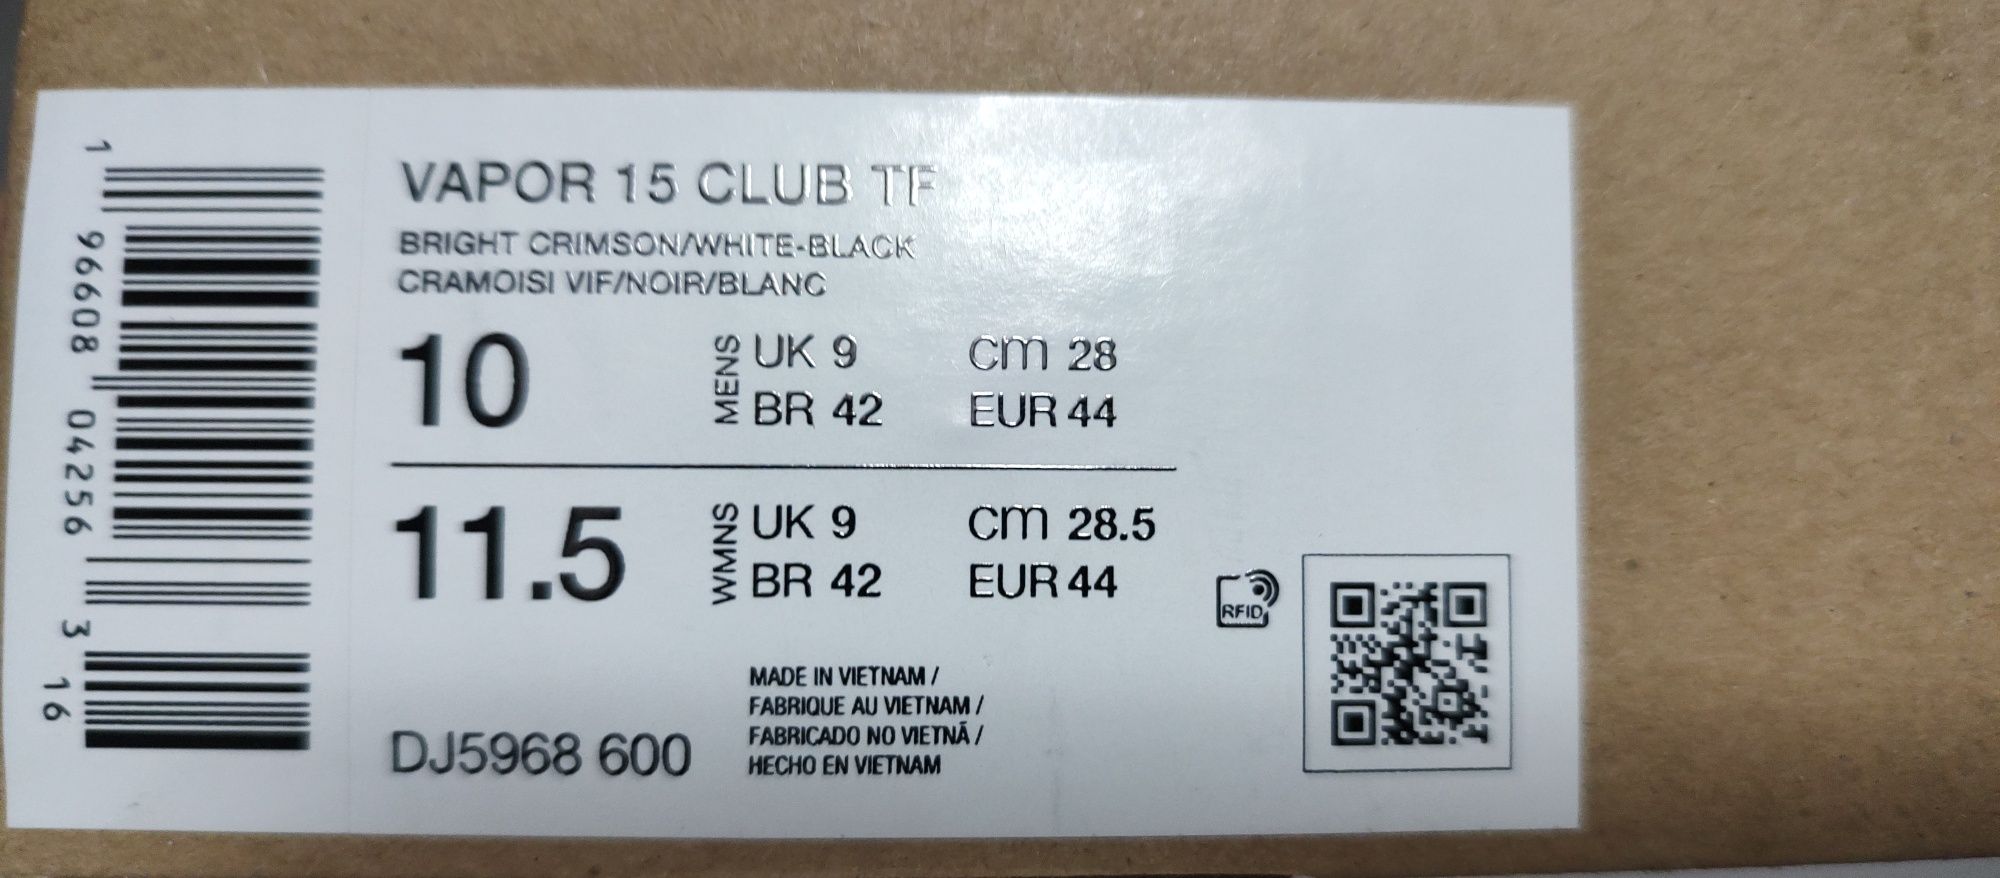 1 96608 04256 3 16
VAPOR 15 CLUB TF
BRIGHT CRIMSON/WHITE-BLACK
CRAMOISI VIF/NOIR/BLANC
10 MENS UK 9 cm 28
BR 42 EUR 44
11.5 WMNS UK 9 cm 28.5
BR 42 EUR 44
RFID
MADE IN VIETNAM /
FABRIQUE AU VIETNAM /
FABRICADO NO VIETNÃ /
HECHO EN VIETNAM
DJ5968 600